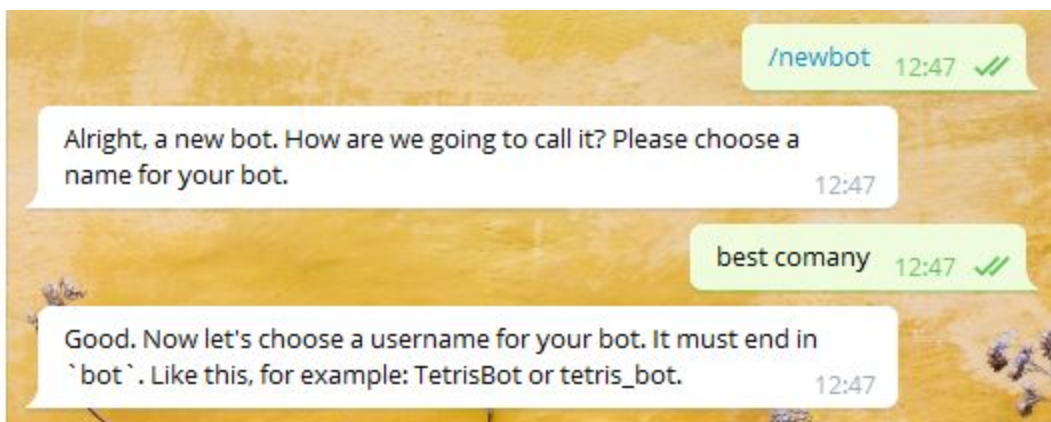 /newbot 12:47
Alright, a new bot. How are we going to call it? Please choose a
name for your bot. 12:47
best comany 12:47
Good. Now let's choose a username for your bot. It must end in
`bot`. Like this, for example: TetrisBot or tetris_bot. 12:47